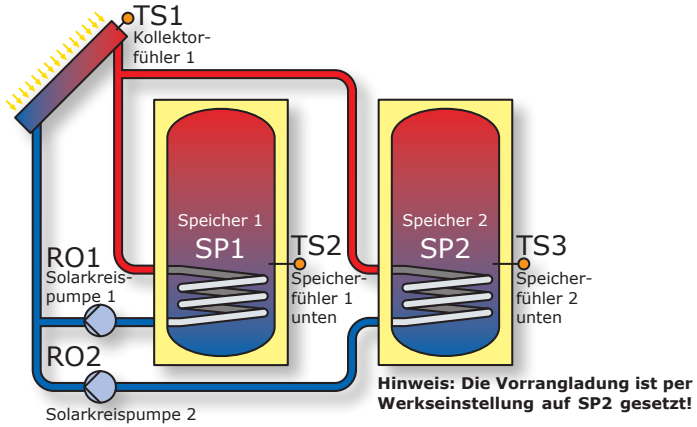 TS1
Kollektor-
fühler 1
Speicher 1
SP1
Speicher 2
SP2
RO1
Solarkreis-
pumpe 1
TS2
Speicher-
fühler 1
unten
TS3
Speicher-
fühler 2
unten
RO2
Solarkreispumpe 2
Hinweis: Die Vorrangladung ist per
Werkseinstellung auf SP2 gesetzt!